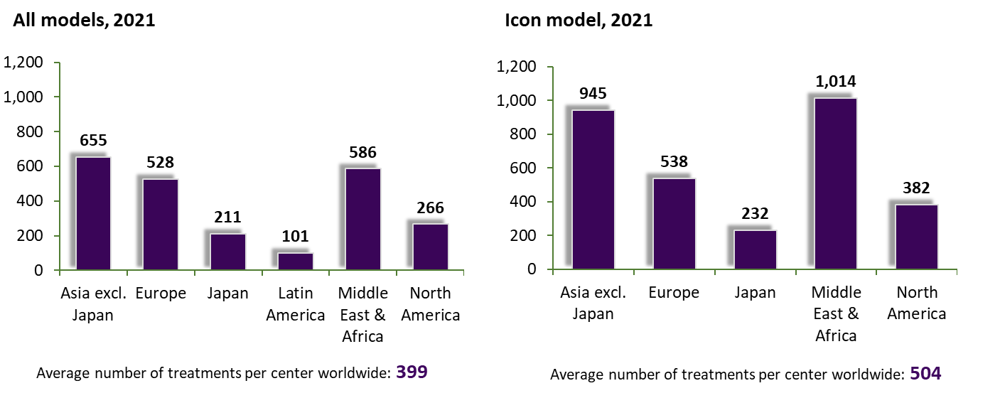 All models, 2021
1,200
1,000
800
600
400
200
0
655
528
211
101
586
266
Asia excl.
Japan
Europe
Japan
Latin
America
Middle
East &
Africa
North
America
Average number of treatments per center worldwide: 399
Icon model, 2021
1,200
1,000
800
600
400
200
0
945
538
232
1,014
382
Asia excl.
Japan
Europe
Japan
Middle
East &
Africa
North
America
Average number of treatments per center worldwide: 504